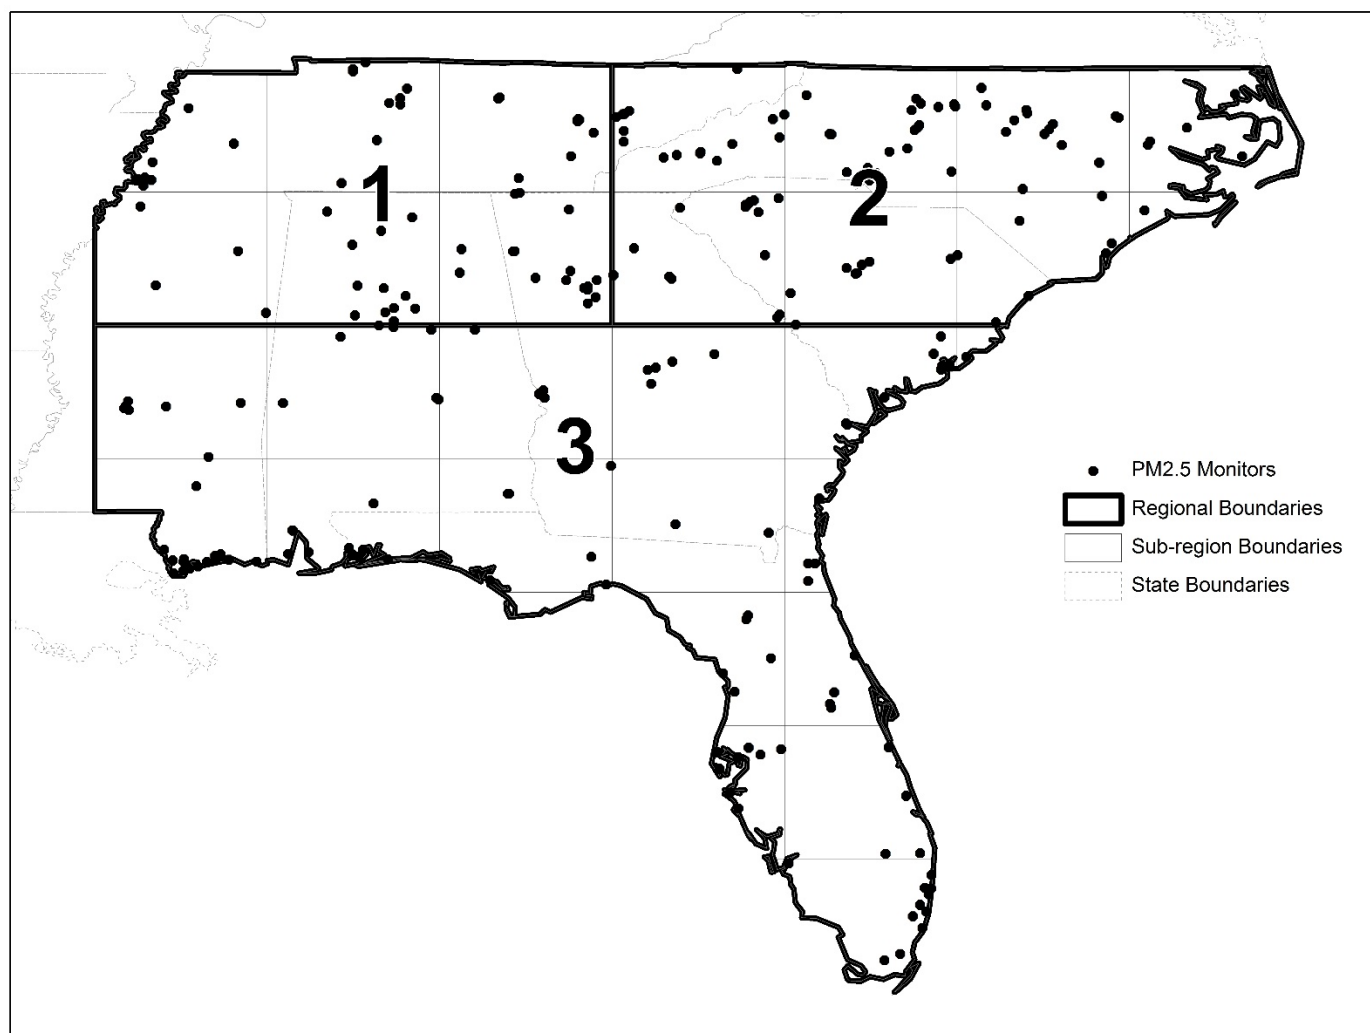 1
2
3
PM2.5 Monitors
Regional Boundaries
Sub-region Boundaries
State Boundaries